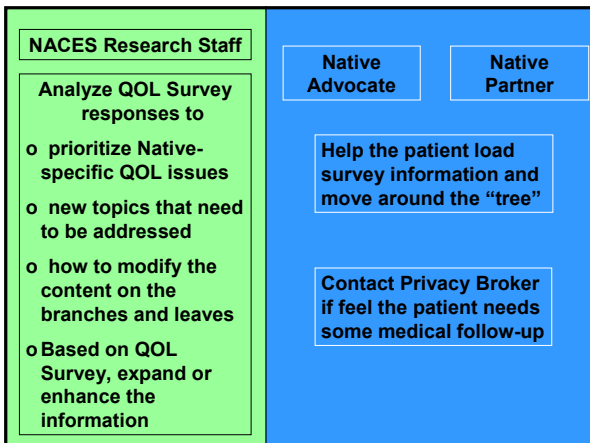 NACES Research Staff
Analyze QOL Survey
responses to
o prioritize Native-
specific QOL issues
o new topics that need
to be addressed
o how to modify the
content on the
branches and leaves
o Based on QOL
Survey, expand or
enhance the
information
Native
Advocate
Native
Partner
Help the patient load
survey information and
move around the “tree”
Contact Privacy Broker
if feel the patient needs
some medical follow-up